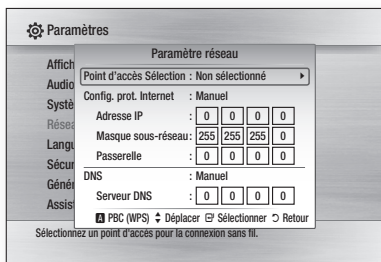 Paramètres
Paramètre réseau
Affich
Audio
Systè
Résea
Langu
Sécur
Génér
Assis
Point d'accès Sélection : Non sélectionné
Config. prot. Internet : Manuel
Adresse IP : 0 0 0 0
Masque sous-réseau : 255 255 255 0
Passerelle : 0 0 0 0
DNS : Manuel
Serveur DNS : 0 0 0 0
A PBC (WPS) Déplacer Sélectionner Retour
Sélectionnez un point d'accès pour la connexion sans fil.